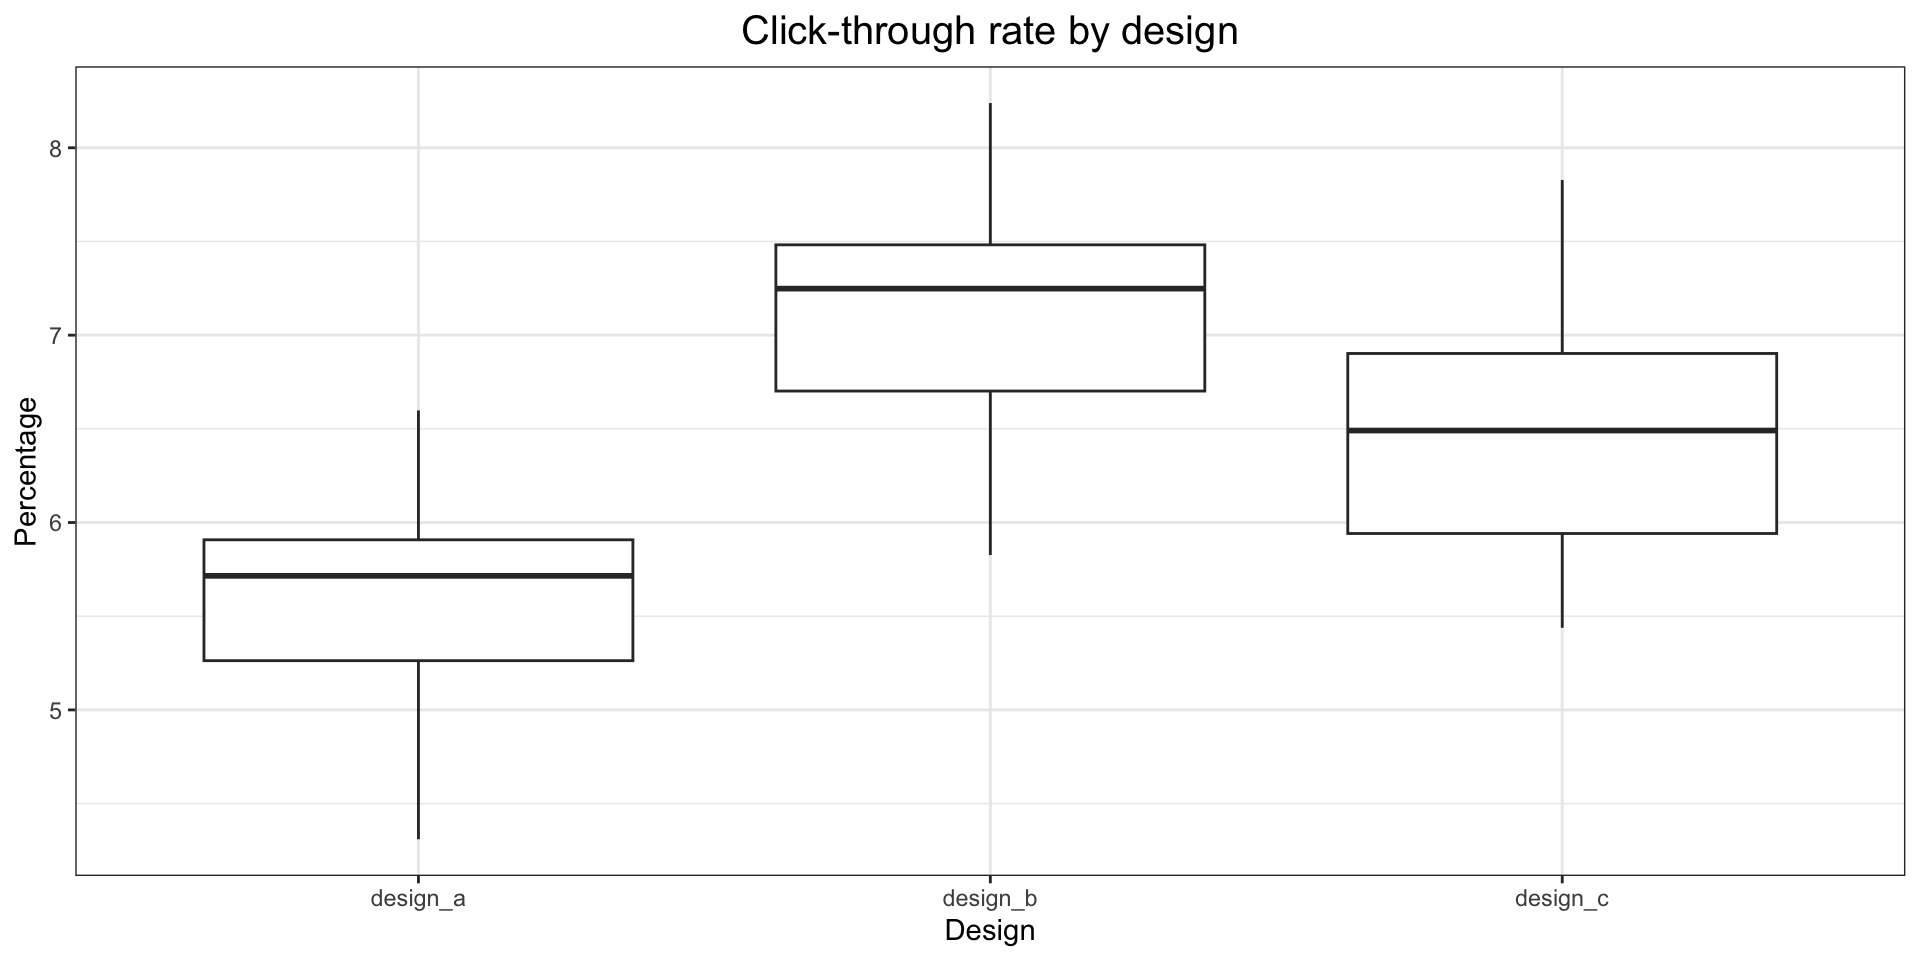 Click-through rate by design
Percentage
8
7
6
5
design_a
design_b
design_c
Design